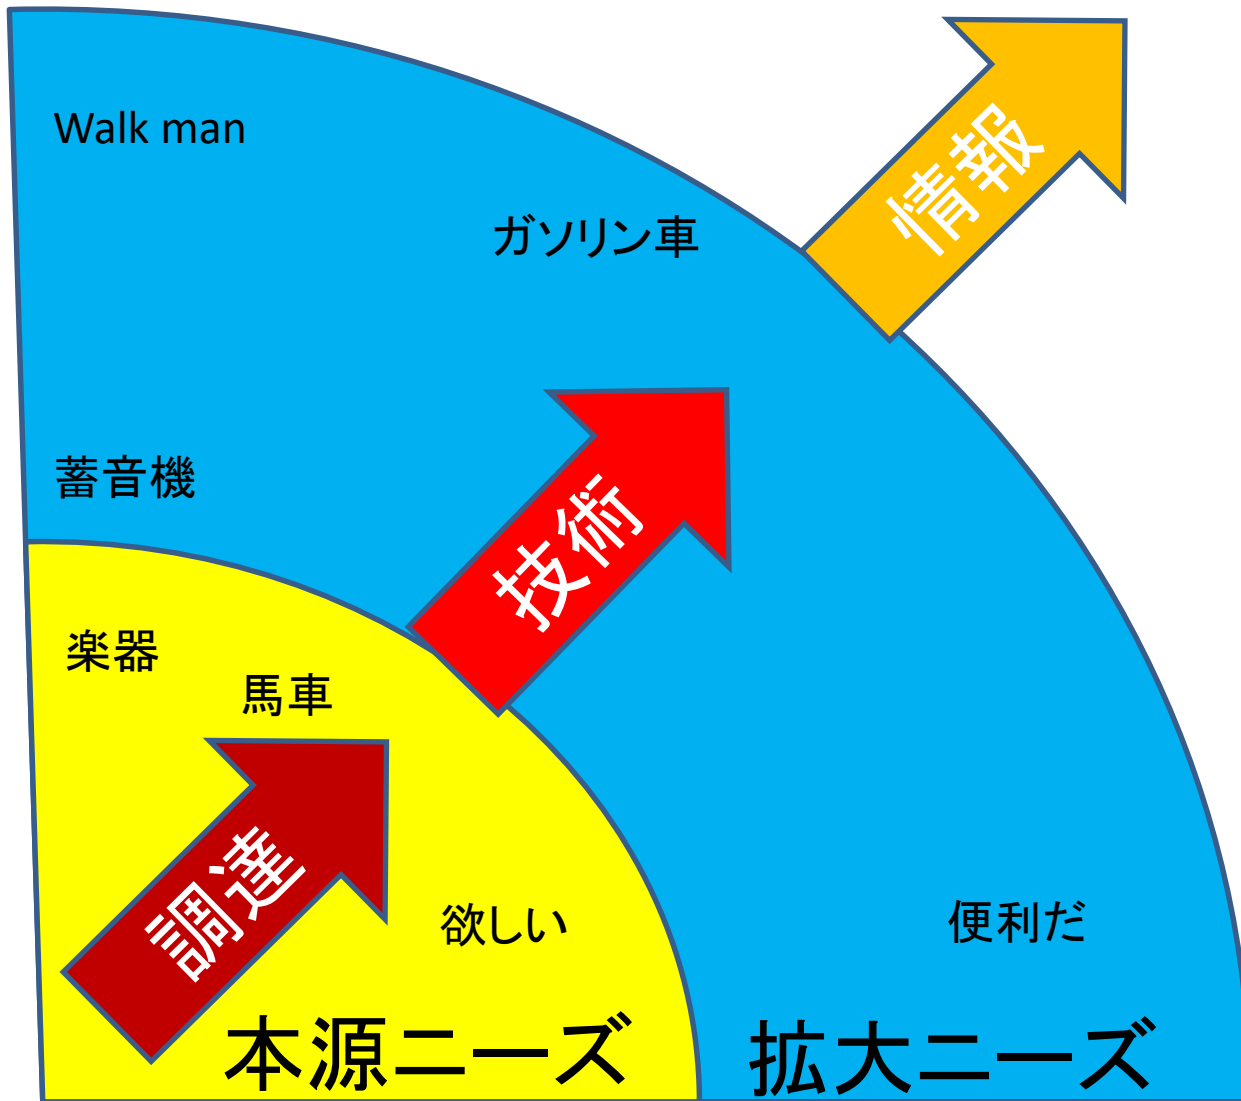 Walk man
情報
ガソリン車
蓄音機
技術
楽器
馬車
調達
欲しい
便利だ
本源ニーズ
拡大ニーズ